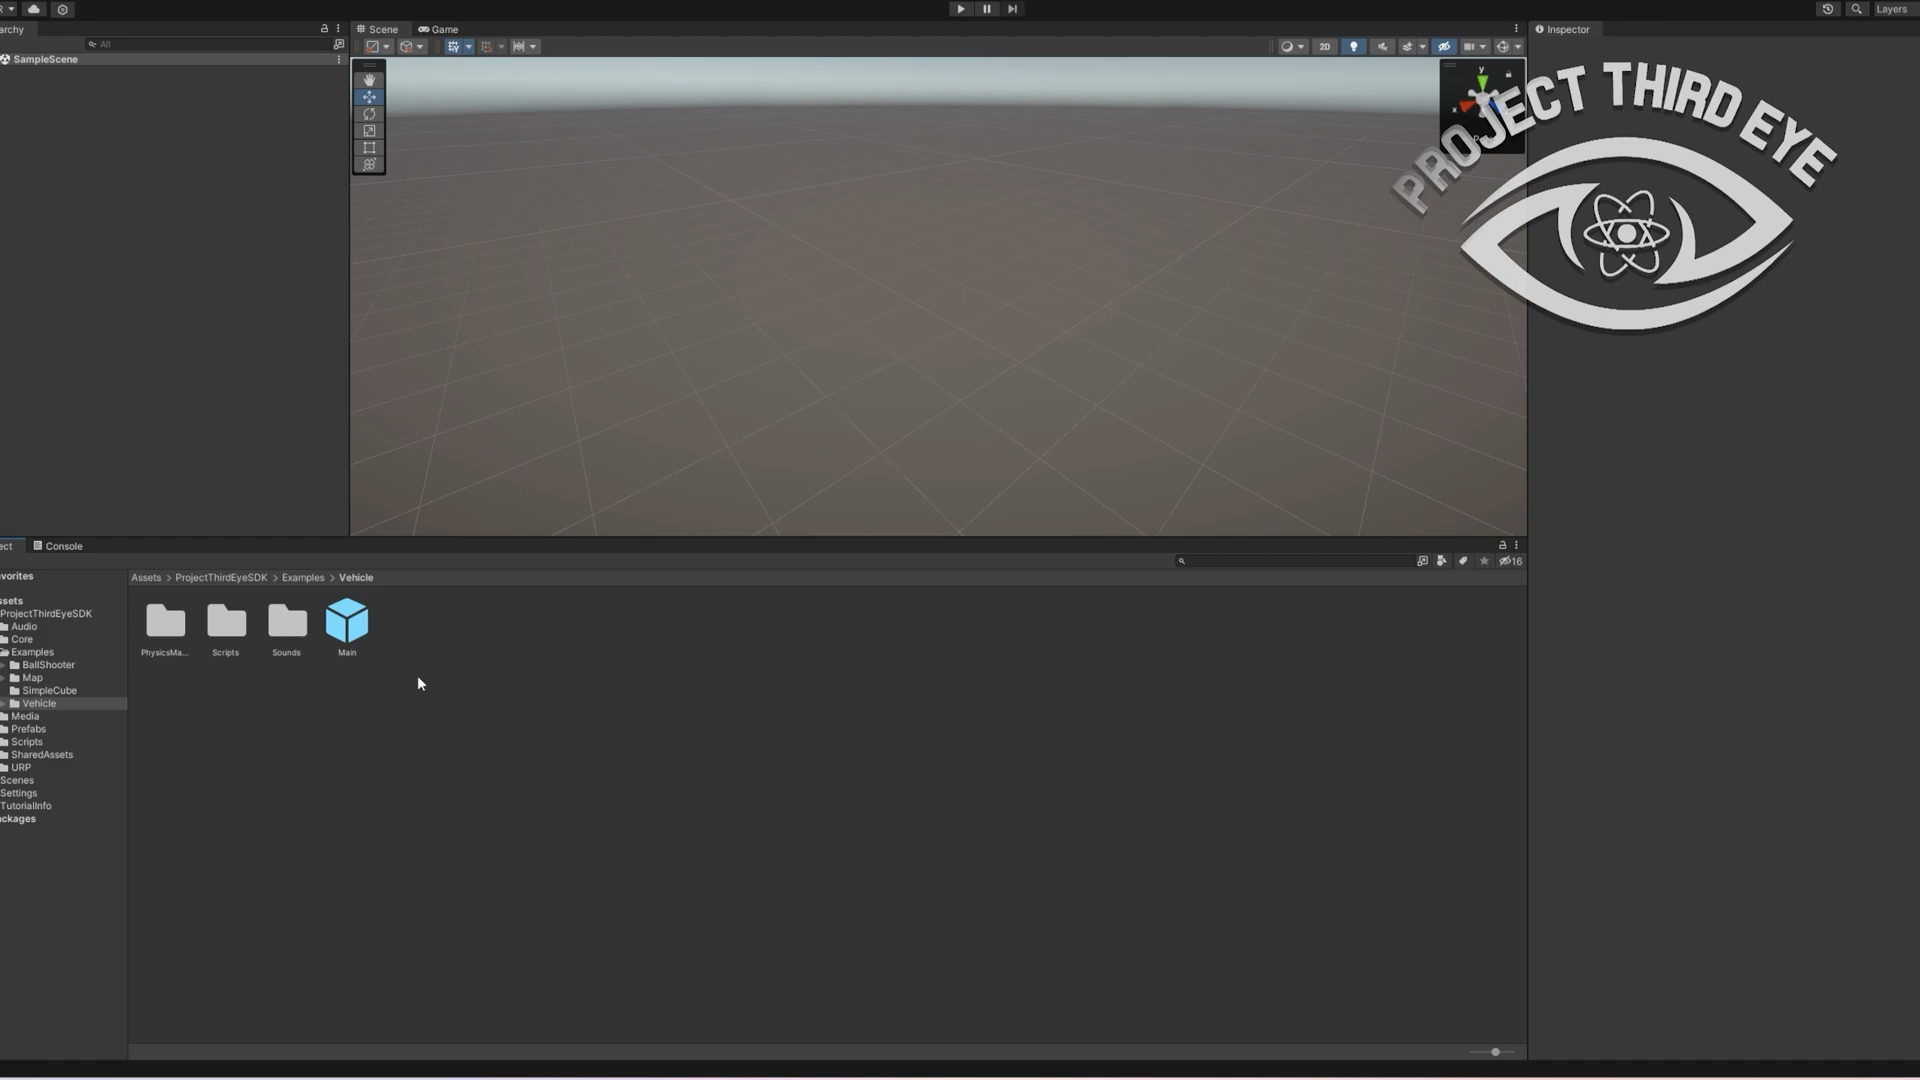 R
Layers
archy
Scene
Game
Inspector
All
2D
SampleScene
y
x
PROJECT THIRD EYE
ect
Console
16
vorites
Assets > ProjectThirdEyeSDK > Examples > Vehicle
ssets
ProjectThirdEyeSDK
Audio
Core
Examples
BallShooter
Map
SimpleCube
Vehicle
Media
Prefabs
Scripts
SharedAssets
URP
Scenes
Settings
TutorialInfo
ackages
PhysicsMa...
Scripts
Sounds
Main